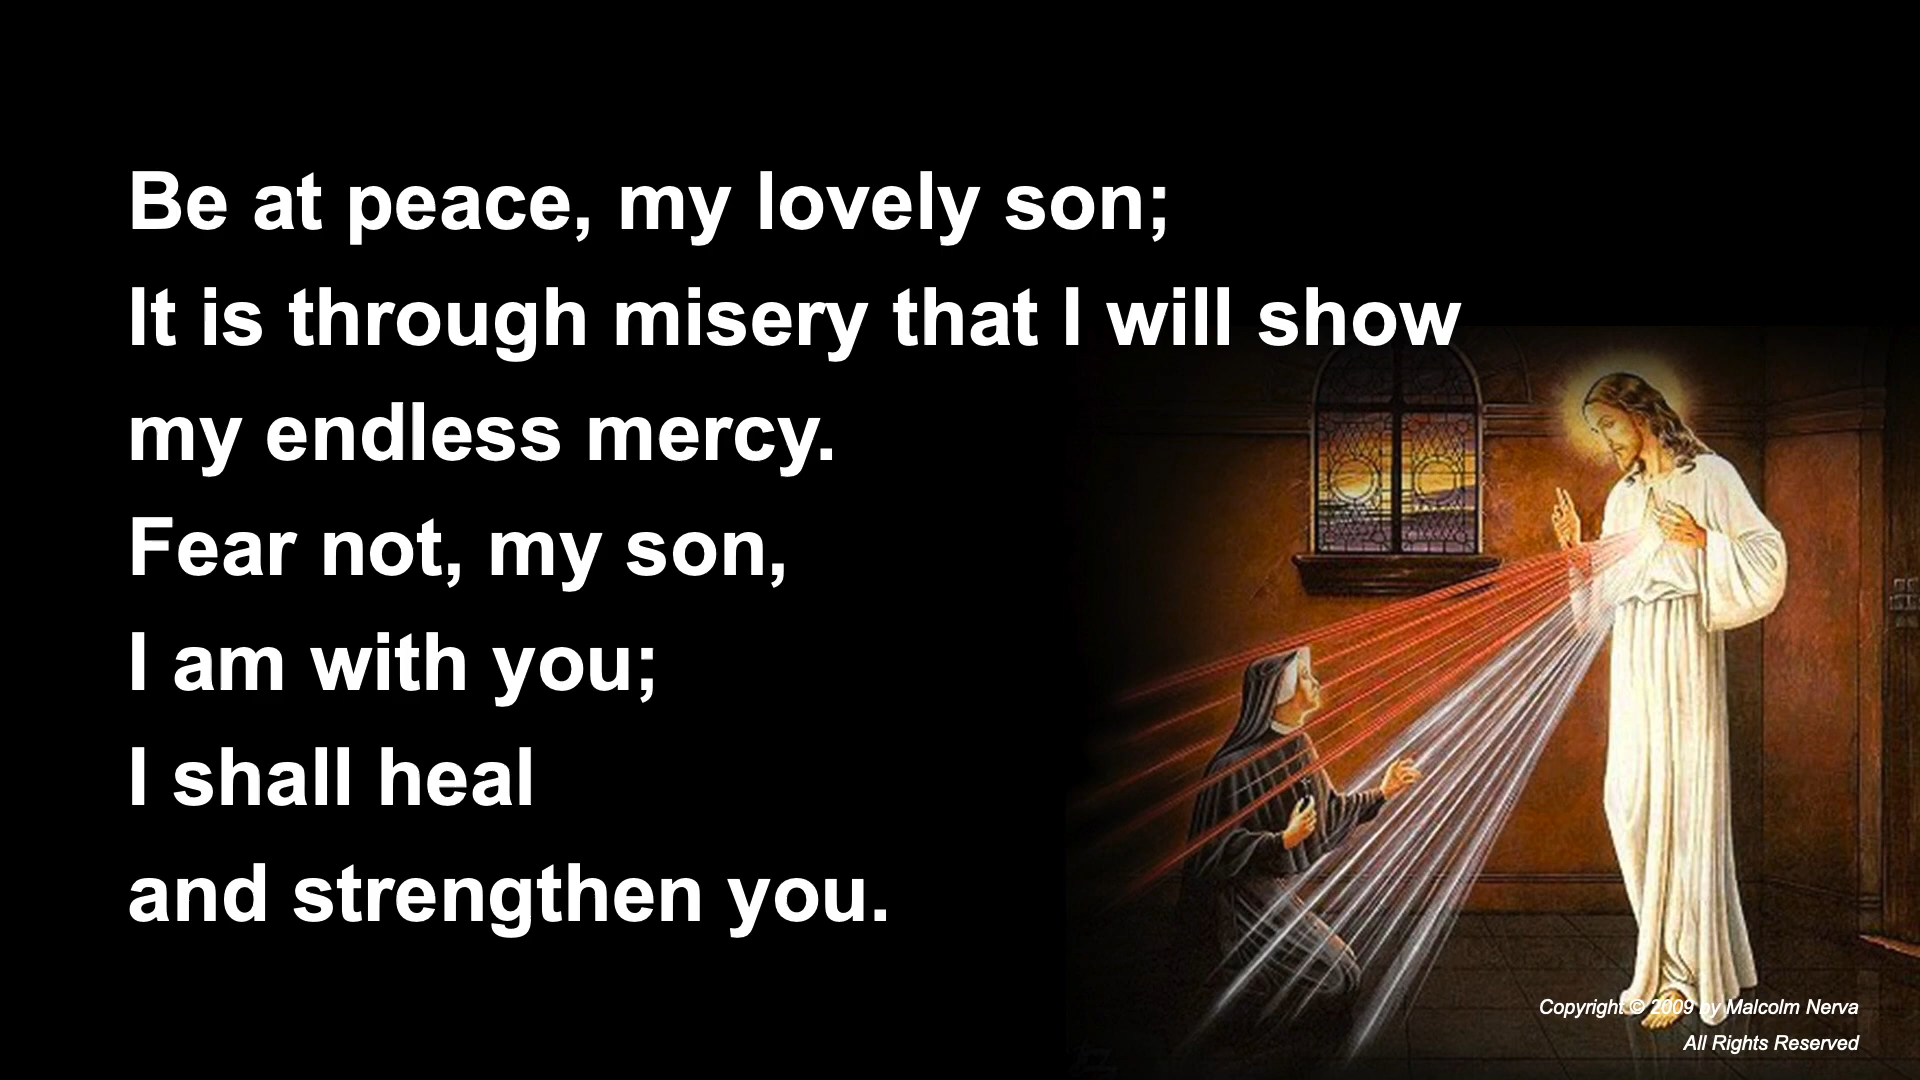 Be at peace, my lovely son;
It is through misery that I will show
my endless mercy.
Fear not, my son,
I am with you;
I shall heal
and strengthen you.
Copyright © 2009 by Malcolm Nerva
All Rights Reserved